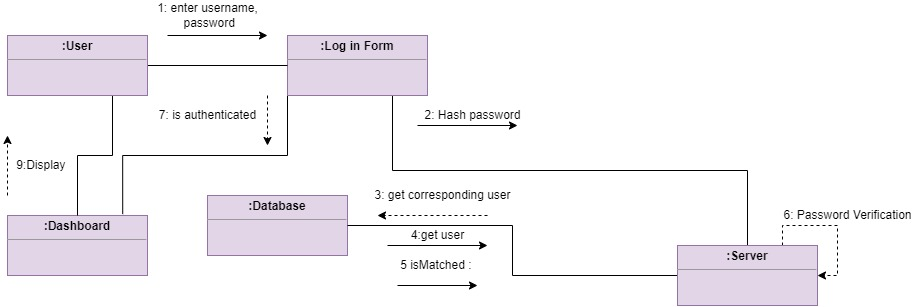 1: enter username,
password
:User
:Log in Form
7: is authenticated
2: Hash password
9:Display
3: get corresponding user
:Database
:Dashboard
6: Password Verification
4:get user
:Server
5 isMatched :